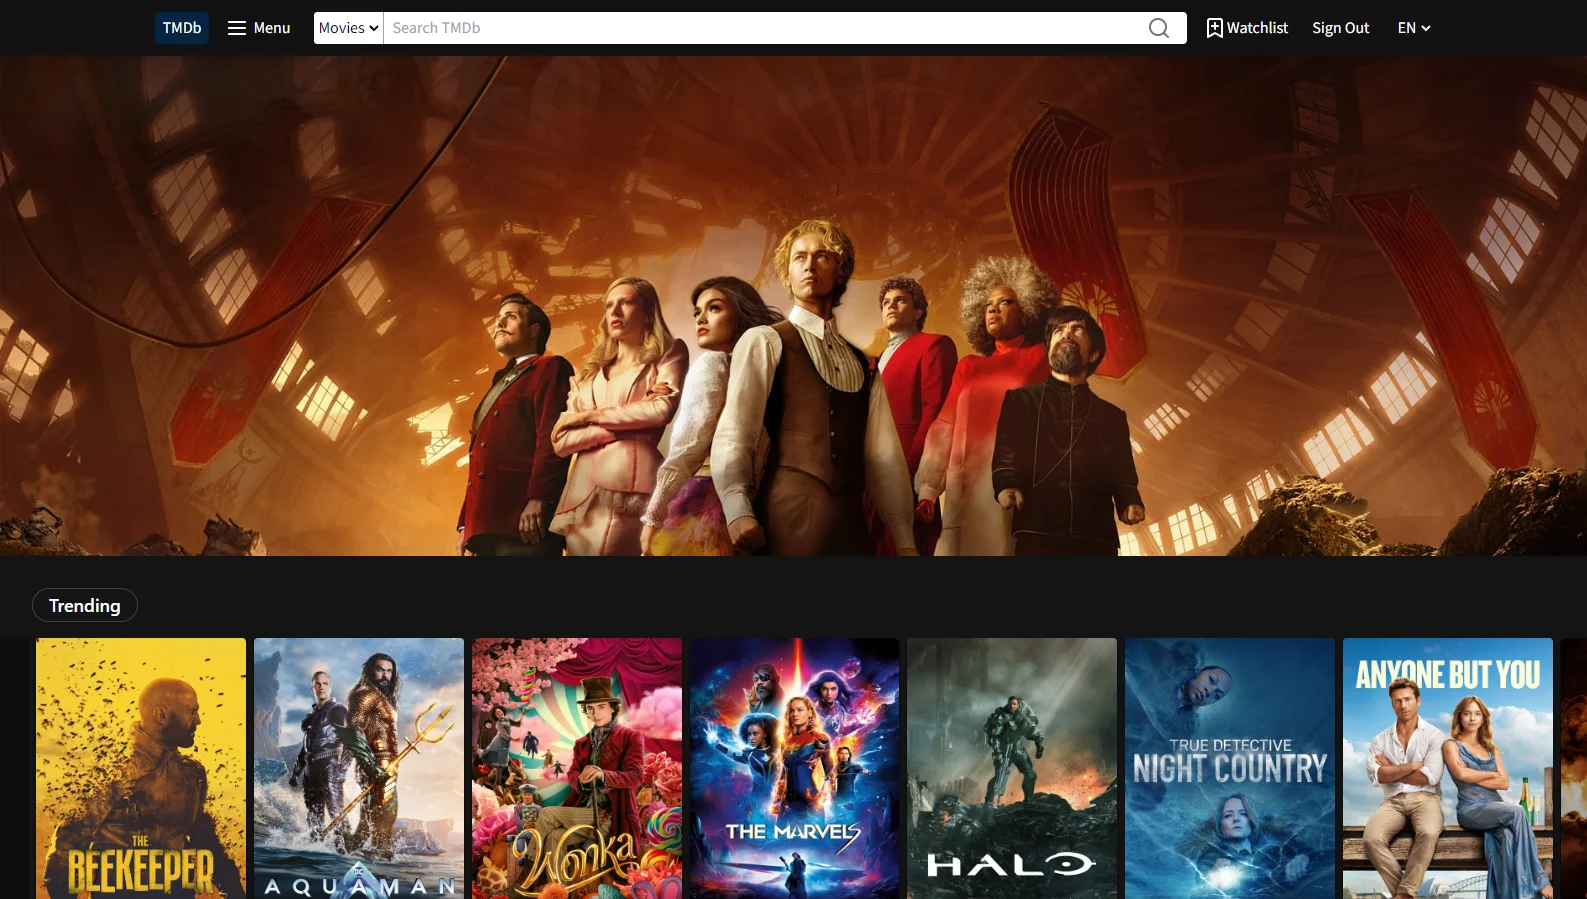 TMDb
Menu
Movies
Search TMDb
Watchlist
Sign Out
EN
Trending
THE
BEEKEEPER
DC
AQUAMAN
Wonka
THE MARVELS
HALO
TRUE DETECTIVE
NIGHT COUNTRY
ANYONE BUT YOU